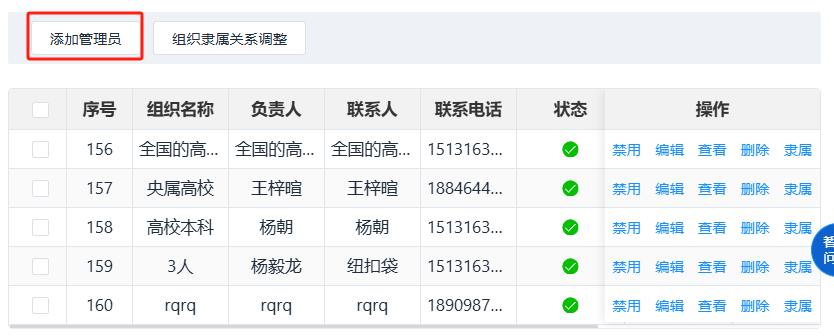 添加管理员 组织隶属关系调整
序号 组织名称 负责人 联系人 联系电话 状态 操作
156 全国的高... 全国的高... 全国的高... 1513163... 禁用 编辑 查看 删除 隶属
157 央属高校 王梓暄 王梓暄 1884644... 禁用 编辑 查看 删除 隶属
158 高校本科 杨朝 杨朝 1513163... 禁用 编辑 查看 删除 隶属
159 3人 杨毅龙 纽扣袋 1513163... 禁用 编辑 查看 删除 隶属
160 rqrq rqrq rqrq 1890987... 禁用 编辑 查看 删除 隶属